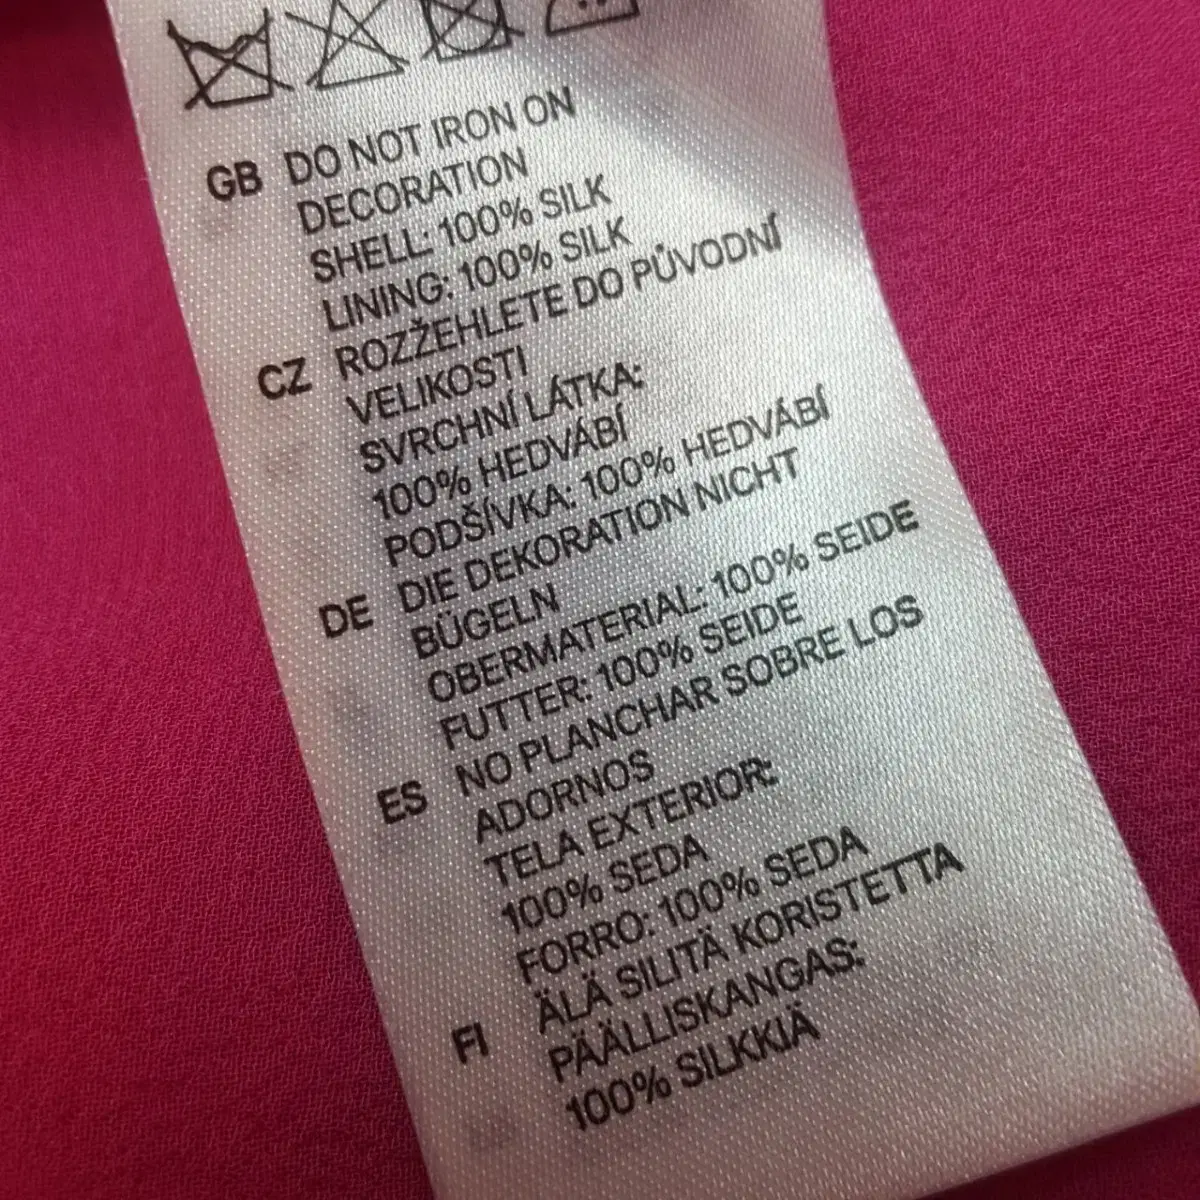 GB DO NOT IRON ON
DECORATION
SHELL: 100% SILK
LINING: 100% SILK
CZ ROZŽEHLETE DO PŮVODNÍ
VELIKOSTI
SVRCHNÍ LÁTKA:
100% HEDVÁBÍ
PODŠÍVKA: 100% HEDVÁBÍ
DE DIE DEKORATION NICHT
BÜGELN
OBERMATERIAL: 100% SEIDE
FUTTER: 100% SEIDE
ES NO PLANCHAR SOBRE LOS
ADORNOS
TELA EXTERIOR:
100% SEDA
FORRO: 100% SEDA
FI ÄLÄ SILITÄ KORISTETTA
PÄÄLLISKANGAS:
100% SILKKIÄ